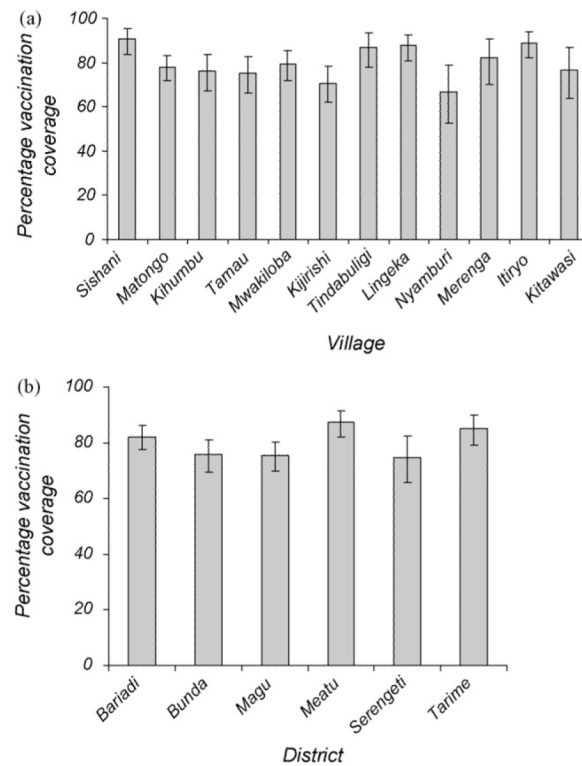 (a)
100
80
60
40
20
0
Percentage vaccination
coverage
Sishani
Matongo
Kihumbu
Tamau
Mwakiloba
Kijirishi
Tindabuligi
Lingeka
Nyamburi
Merenga
Itiryo
Kitawasi
Village
(b)
100
80
60
40
20
0
Percentage vaccination
coverage
Bariadi
Bunda
Magu
Meatu
Serengeti
Tarime
District